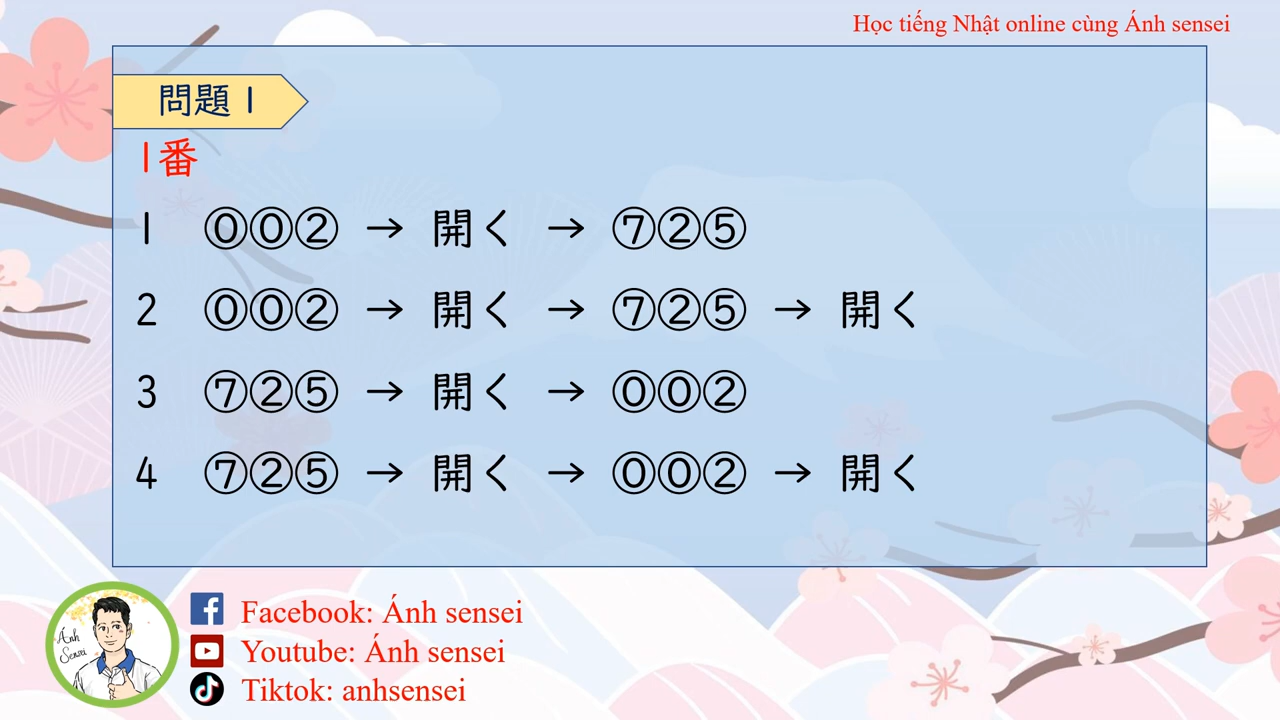 Học tiếng Nhật online cùng Ánh sensei
問題 1
1番
1 ⓪⓪② → 開く → ⑦②⑤
2 ⓪⓪② → 開く → ⑦②⑤ → 開く
3 ⑦②⑤ → 開く → ⓪⓪②
4 ⑦②⑤ → 開く → ⓪⓪② → 開く
Ánh Sensei
Facebook: Ánh sensei
Youtube: Ánh sensei
Tiktok: anhsensei